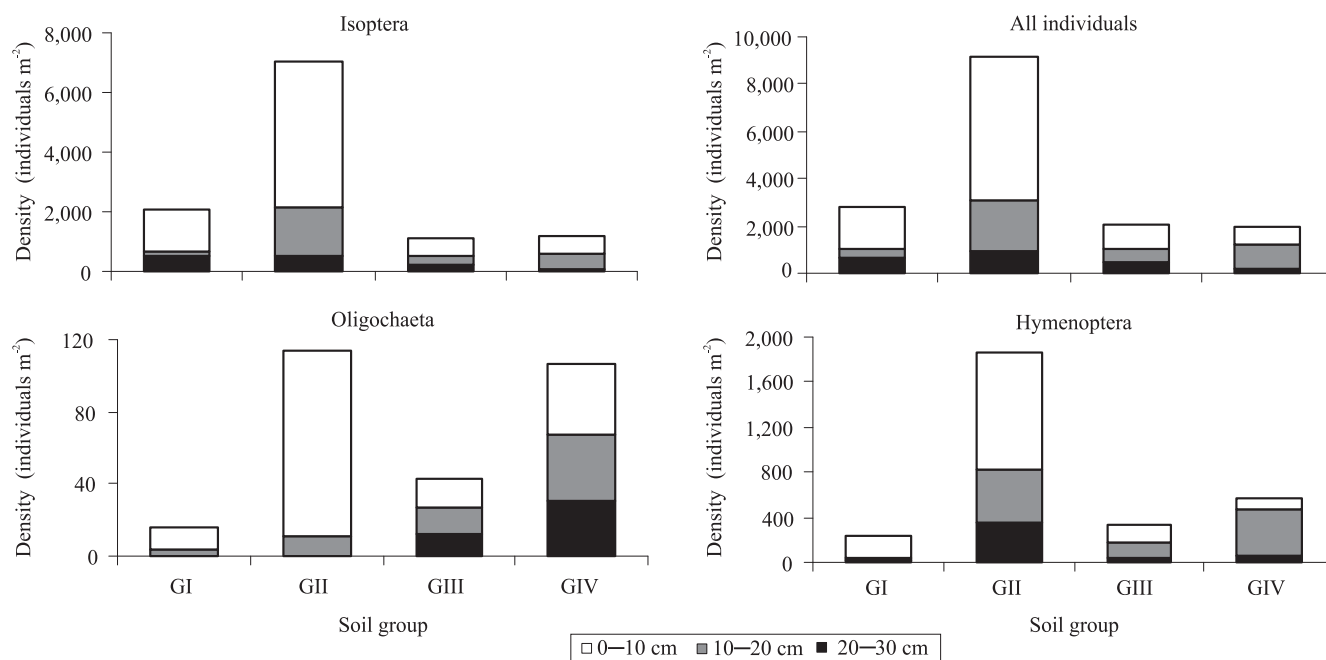 Isoptera
Density (individuals m-2)
8,000
6,000
4,000
2,000
0
All individuals
Density (individuals m-2)
10,000
8,000
6,000
4,000
2,000
0
Oligochaeta
Density (individuals m-2)
120
80
40
0
GI GII GIII GIV
Soil group
Hymenoptera
Density (individuals m-2)
2,000
1,600
1,200
800
400
0
GI GII GIII GIV
Soil group
0–10 cm 10–20 cm 20–30 cm